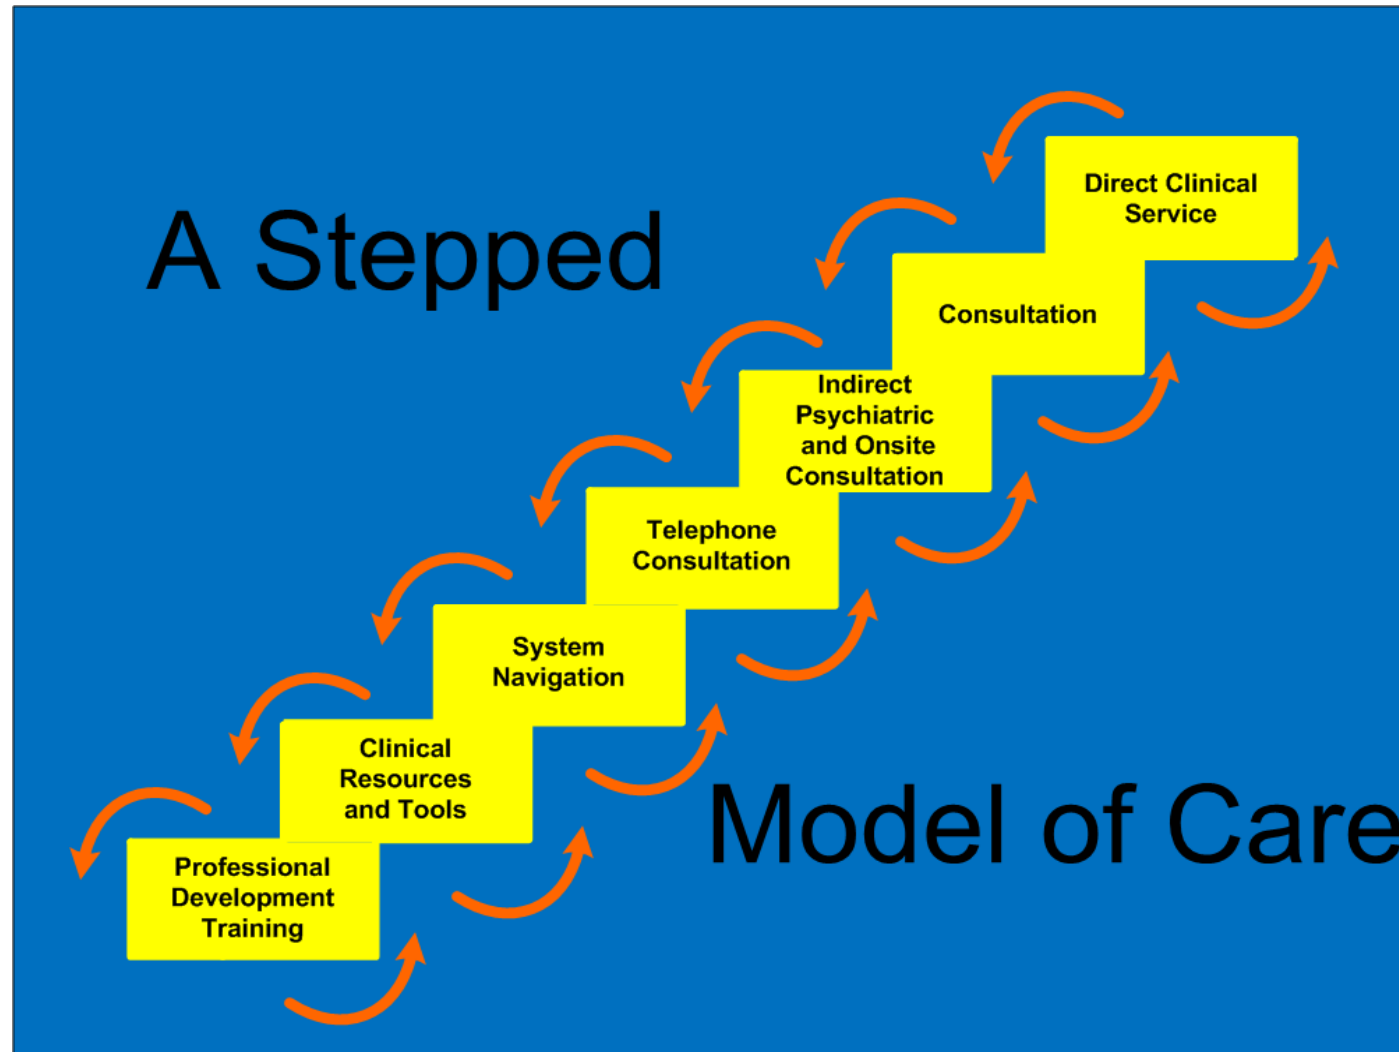 A Stepped
Model of Care
Direct Clinical
Service
Consultation
Indirect
Psychiatric
and Onsite
Consultation
Telephone
Consultation
System
Navigation
Clinical
Resources
and Tools
Professional
Development
Training